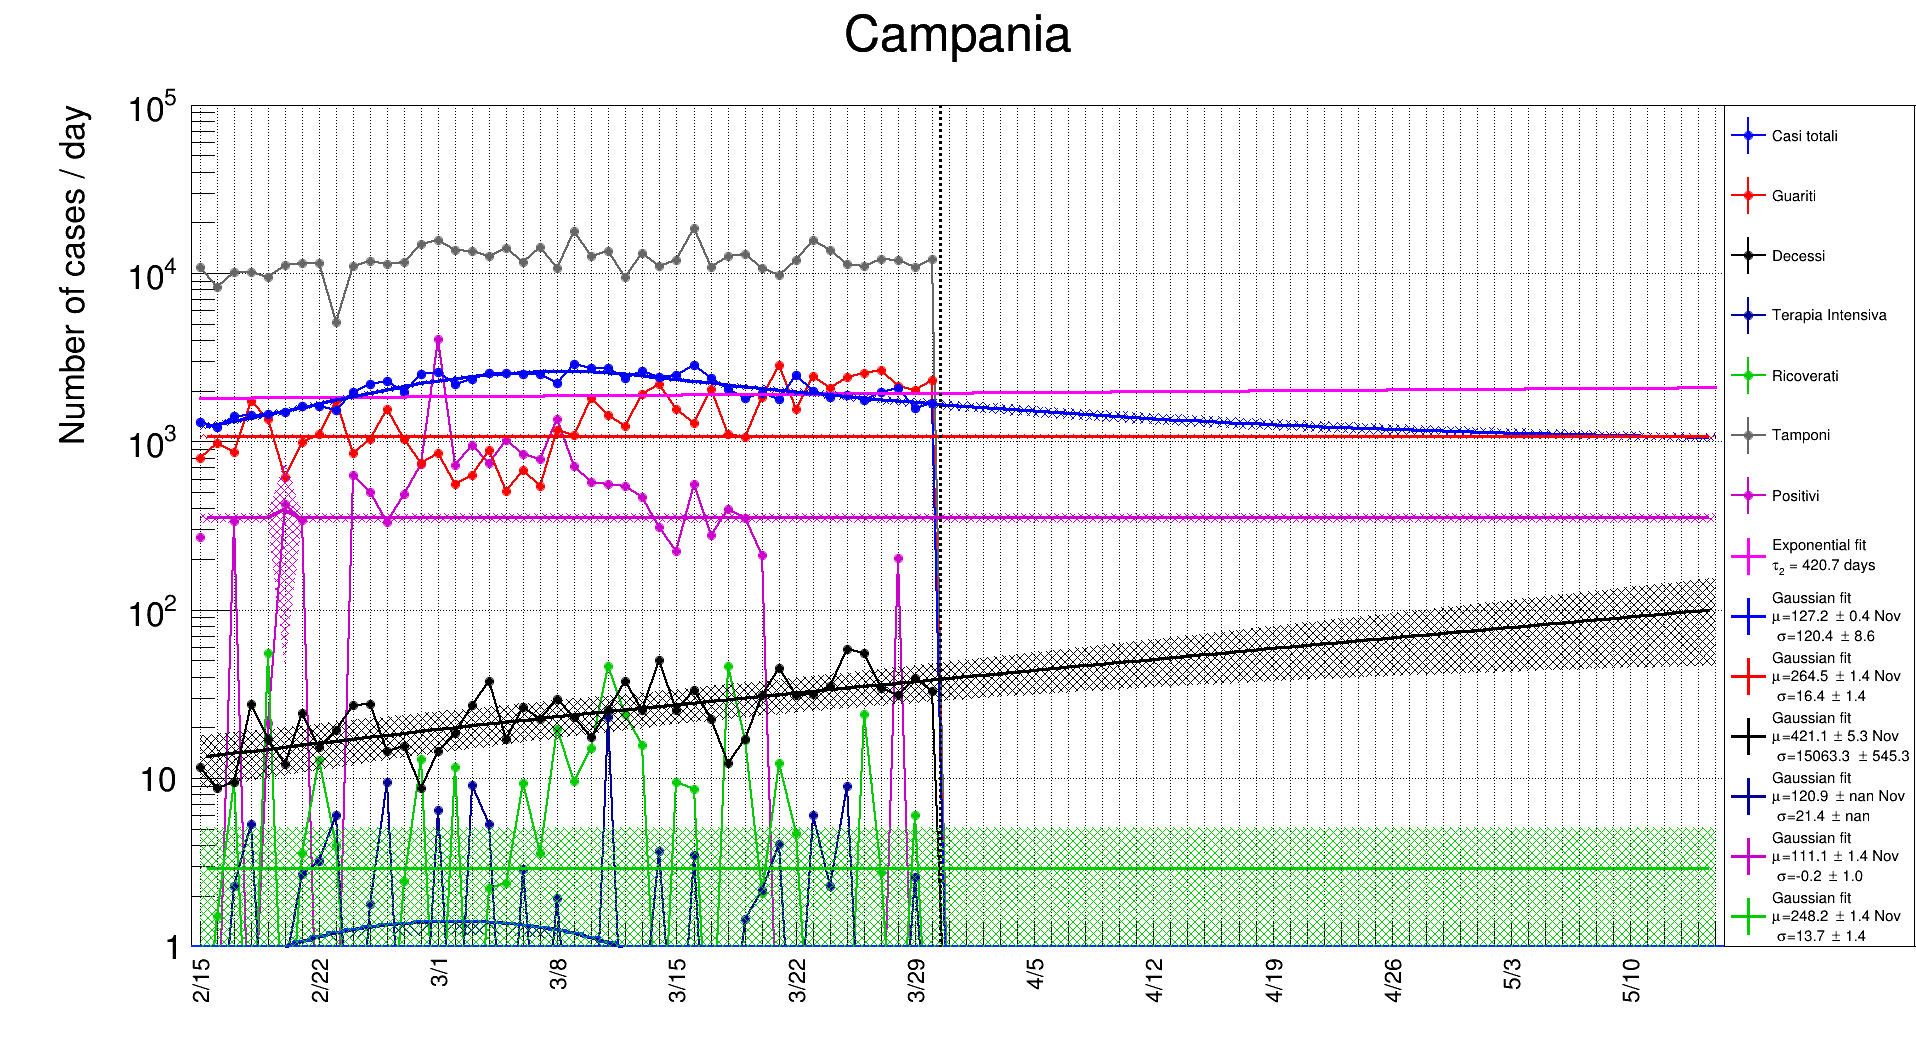 Campania
Number of cases / day
10^5
10^4
10^3
10^2
10
1
2/15
2/22
3/1
3/8
3/15
3/22
3/29
4/5
4/12
4/19
4/26
5/3
5/10
Casi totali
Guariti
Decessi
Terapia Intensiva
Ricoverati
Tamponi
Positivi
Exponential fit
τ₂ = 420.7 days
Gaussian fit
μ=127.2 ± 0.4 Nov
σ=120.4 ± 8.6
Gaussian fit
μ=264.5 ± 1.4 Nov
σ=16.4 ± 1.4
Gaussian fit
μ=421.1 ± 5.3 Nov
σ=15063.3 ± 545.3
Gaussian fit
μ=120.9 ± nan Nov
σ=21.4 ± nan
Gaussian fit
μ=111.1 ± 1.4 Nov
σ=-0.2 ± 1.0
Gaussian fit
μ=248.2 ± 1.4 Nov
σ=13.7 ± 1.4